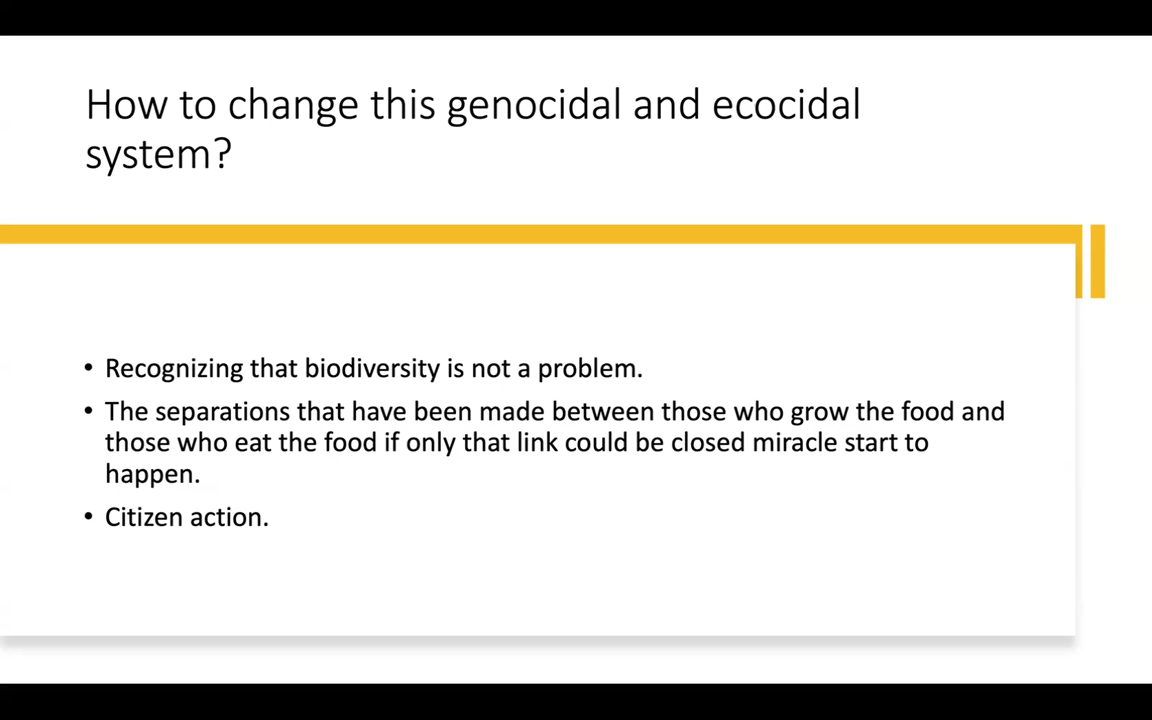 How to change this genocidal and ecocidal
system?
• Recognizing that biodiversity is not a problem.
• The separations that have been made between those who grow the food and
those who eat the food if only that link could be closed miracle start to
happen.
• Citizen action.